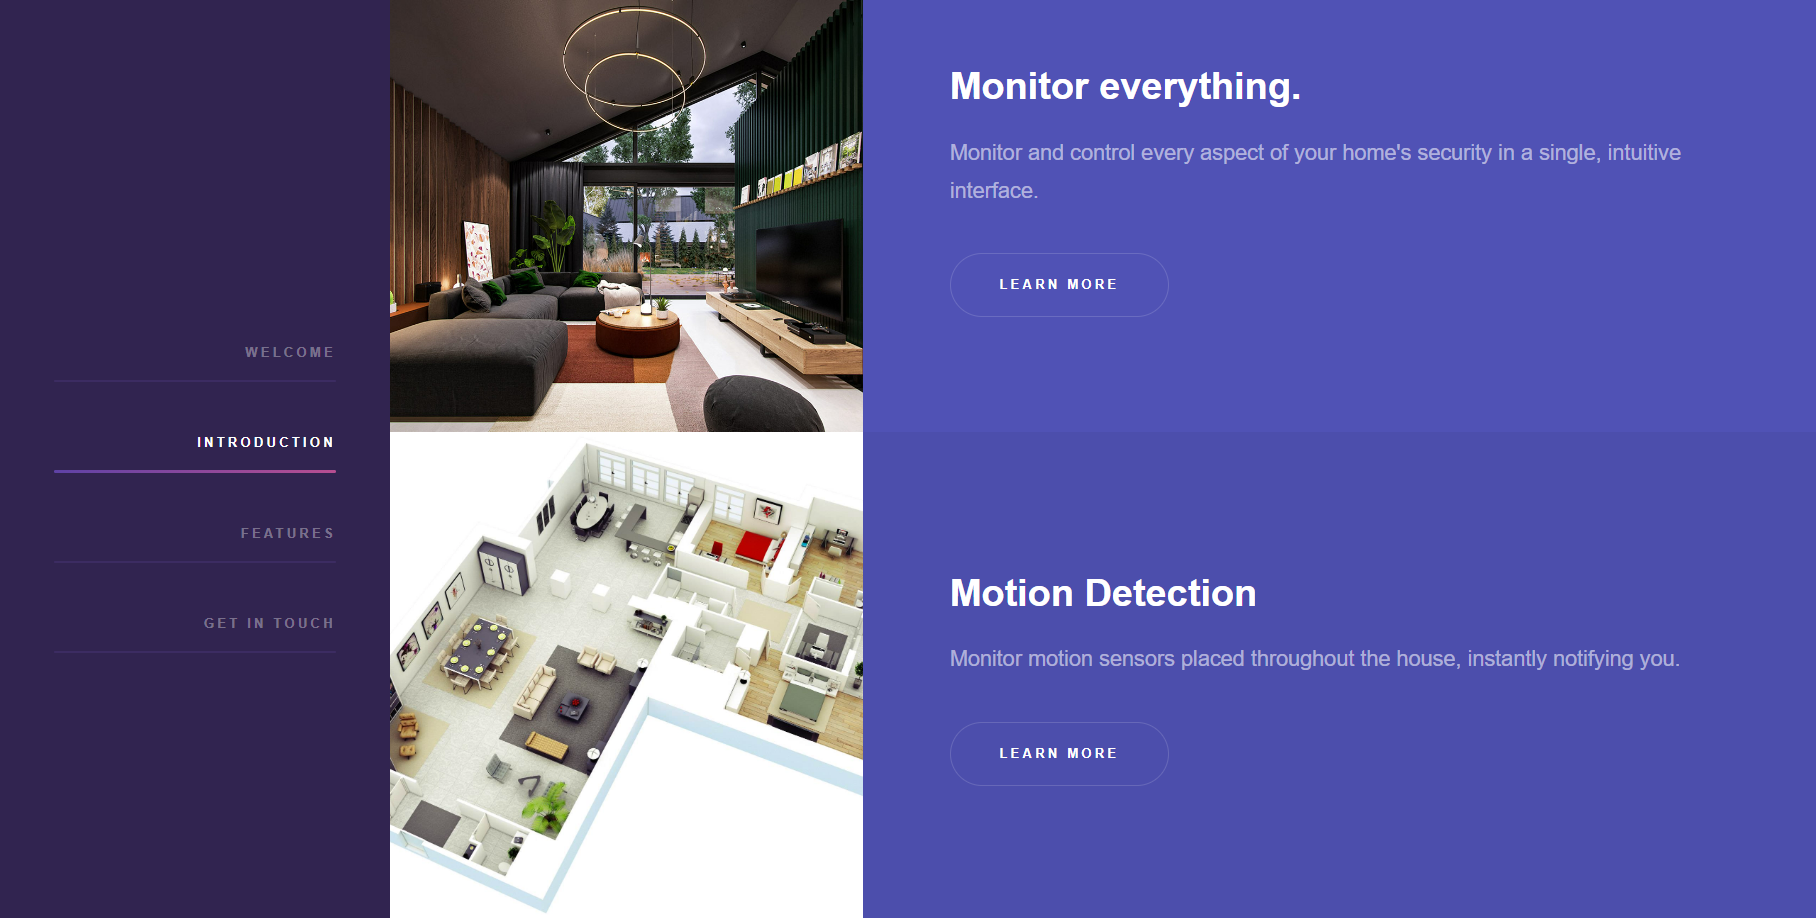 WELCOME
INTRODUCTION
FEATURES
GET IN TOUCH
Monitor everything.
Monitor and control every aspect of your home's security in a single, intuitive
interface.
LEARN MORE
Motion Detection
Monitor motion sensors placed throughout the house, instantly notifying you.
LEARN MORE